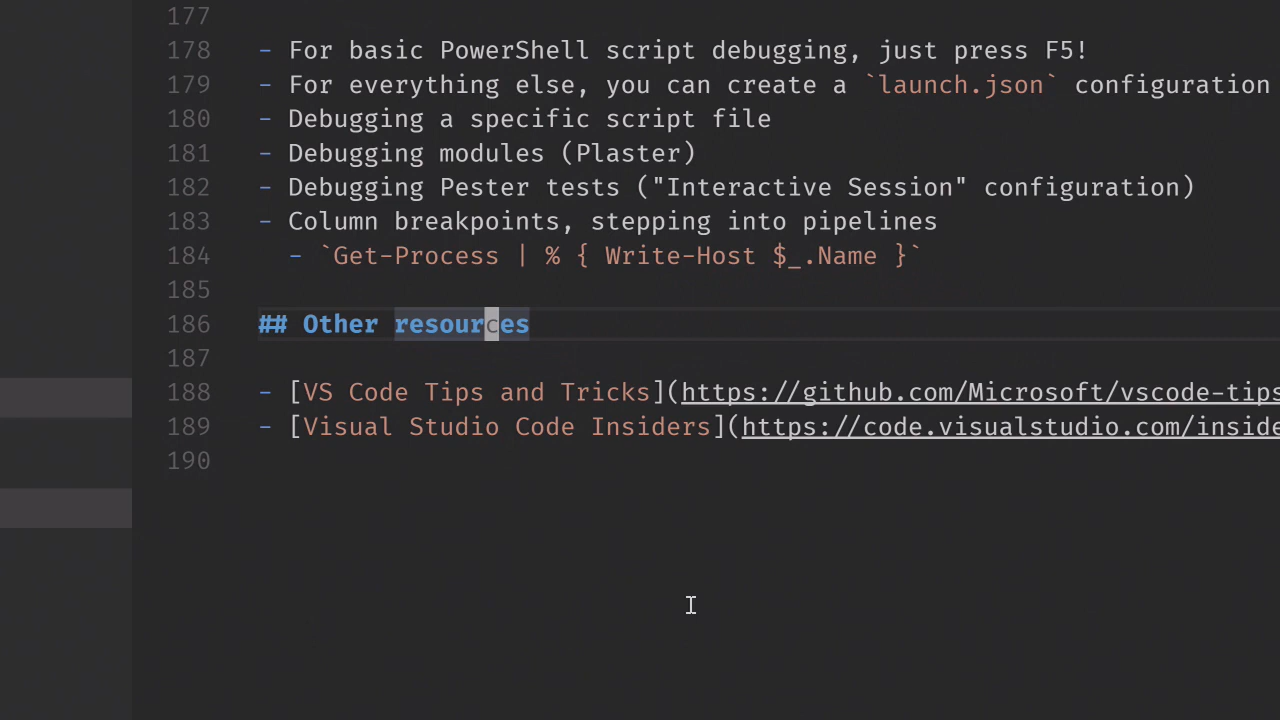 177
178 - For basic PowerShell script debugging, just press F5!
179 - For everything else, you can create a `launch.json` configuration
180 - Debugging a specific script file
181 - Debugging modules (Plaster)
182 - Debugging Pester tests ("Interactive Session" configuration)
183 - Column breakpoints, stepping into pipelines
184 - `Get-Process | % { Write-Host $_.Name }`
185
186 ## Other resources
187
188 - [VS Code Tips and Tricks](https://github.com/Microsoft/vscode-tips
189 - [Visual Studio Code Insiders](https://code.visualstudio.com/inside
190